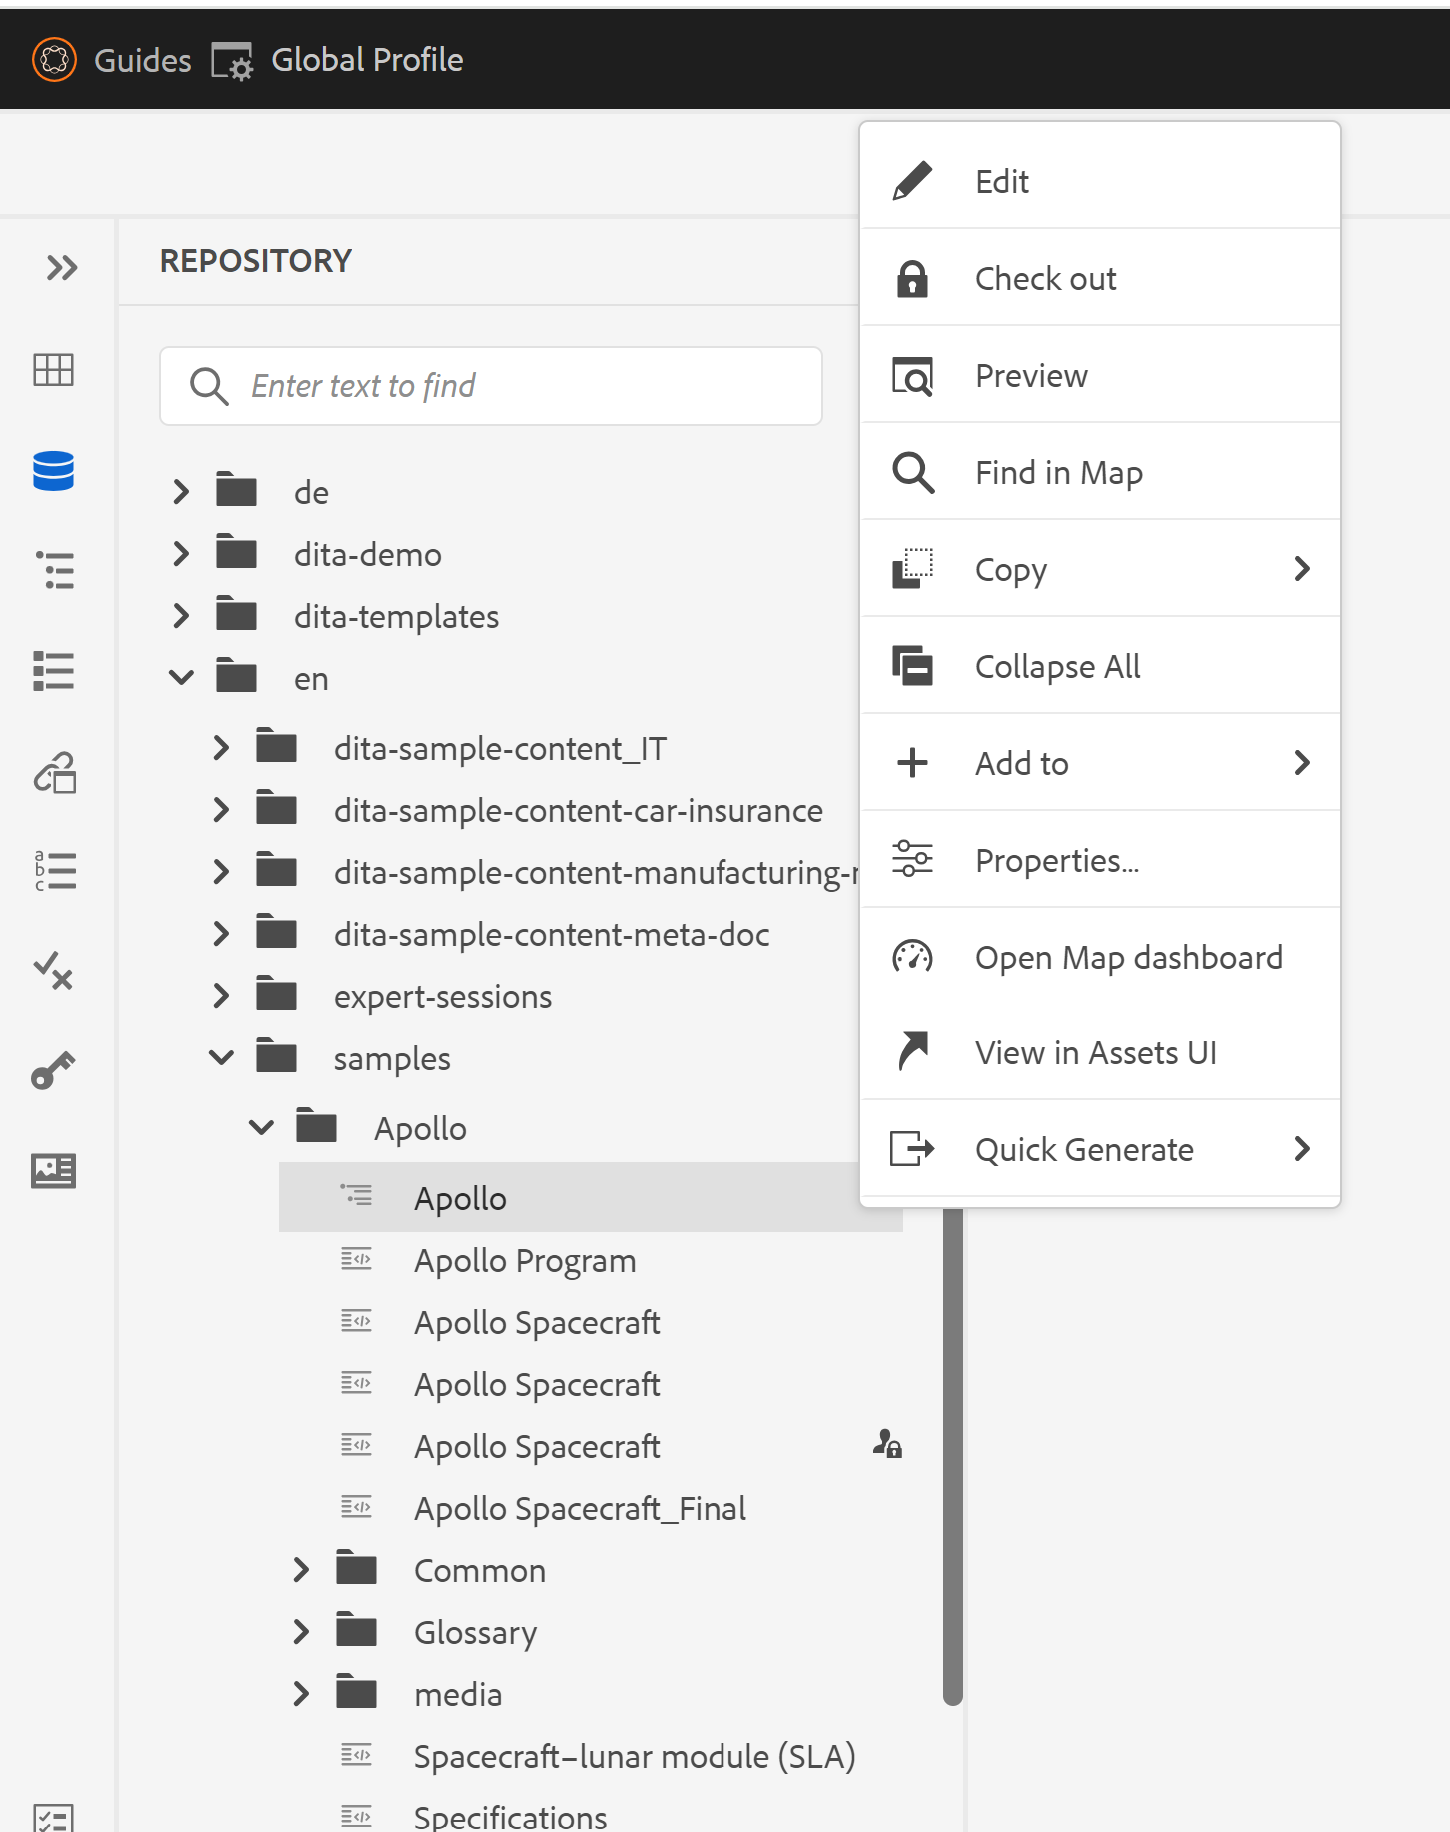 Guides Global Profile
REPOSITORY
Enter text to find
de
dita-demo
dita-templates
en
dita-sample-content_IT
dita-sample-content-car-insurance
dita-sample-content-manufacturing-
dita-sample-content-meta-doc
expert-sessions
samples
Apollo
Apollo
Apollo Program
Apollo Spacecraft
Apollo Spacecraft
Apollo Spacecraft
Apollo Spacecraft_Final
Common
Glossary
media
Spacecraft–lunar module (SLA)
Specifications
Edit
Check out
Preview
Find in Map
Copy
Collapse All
Add to
Properties...
Open Map dashboard
View in Assets UI
Quick Generate